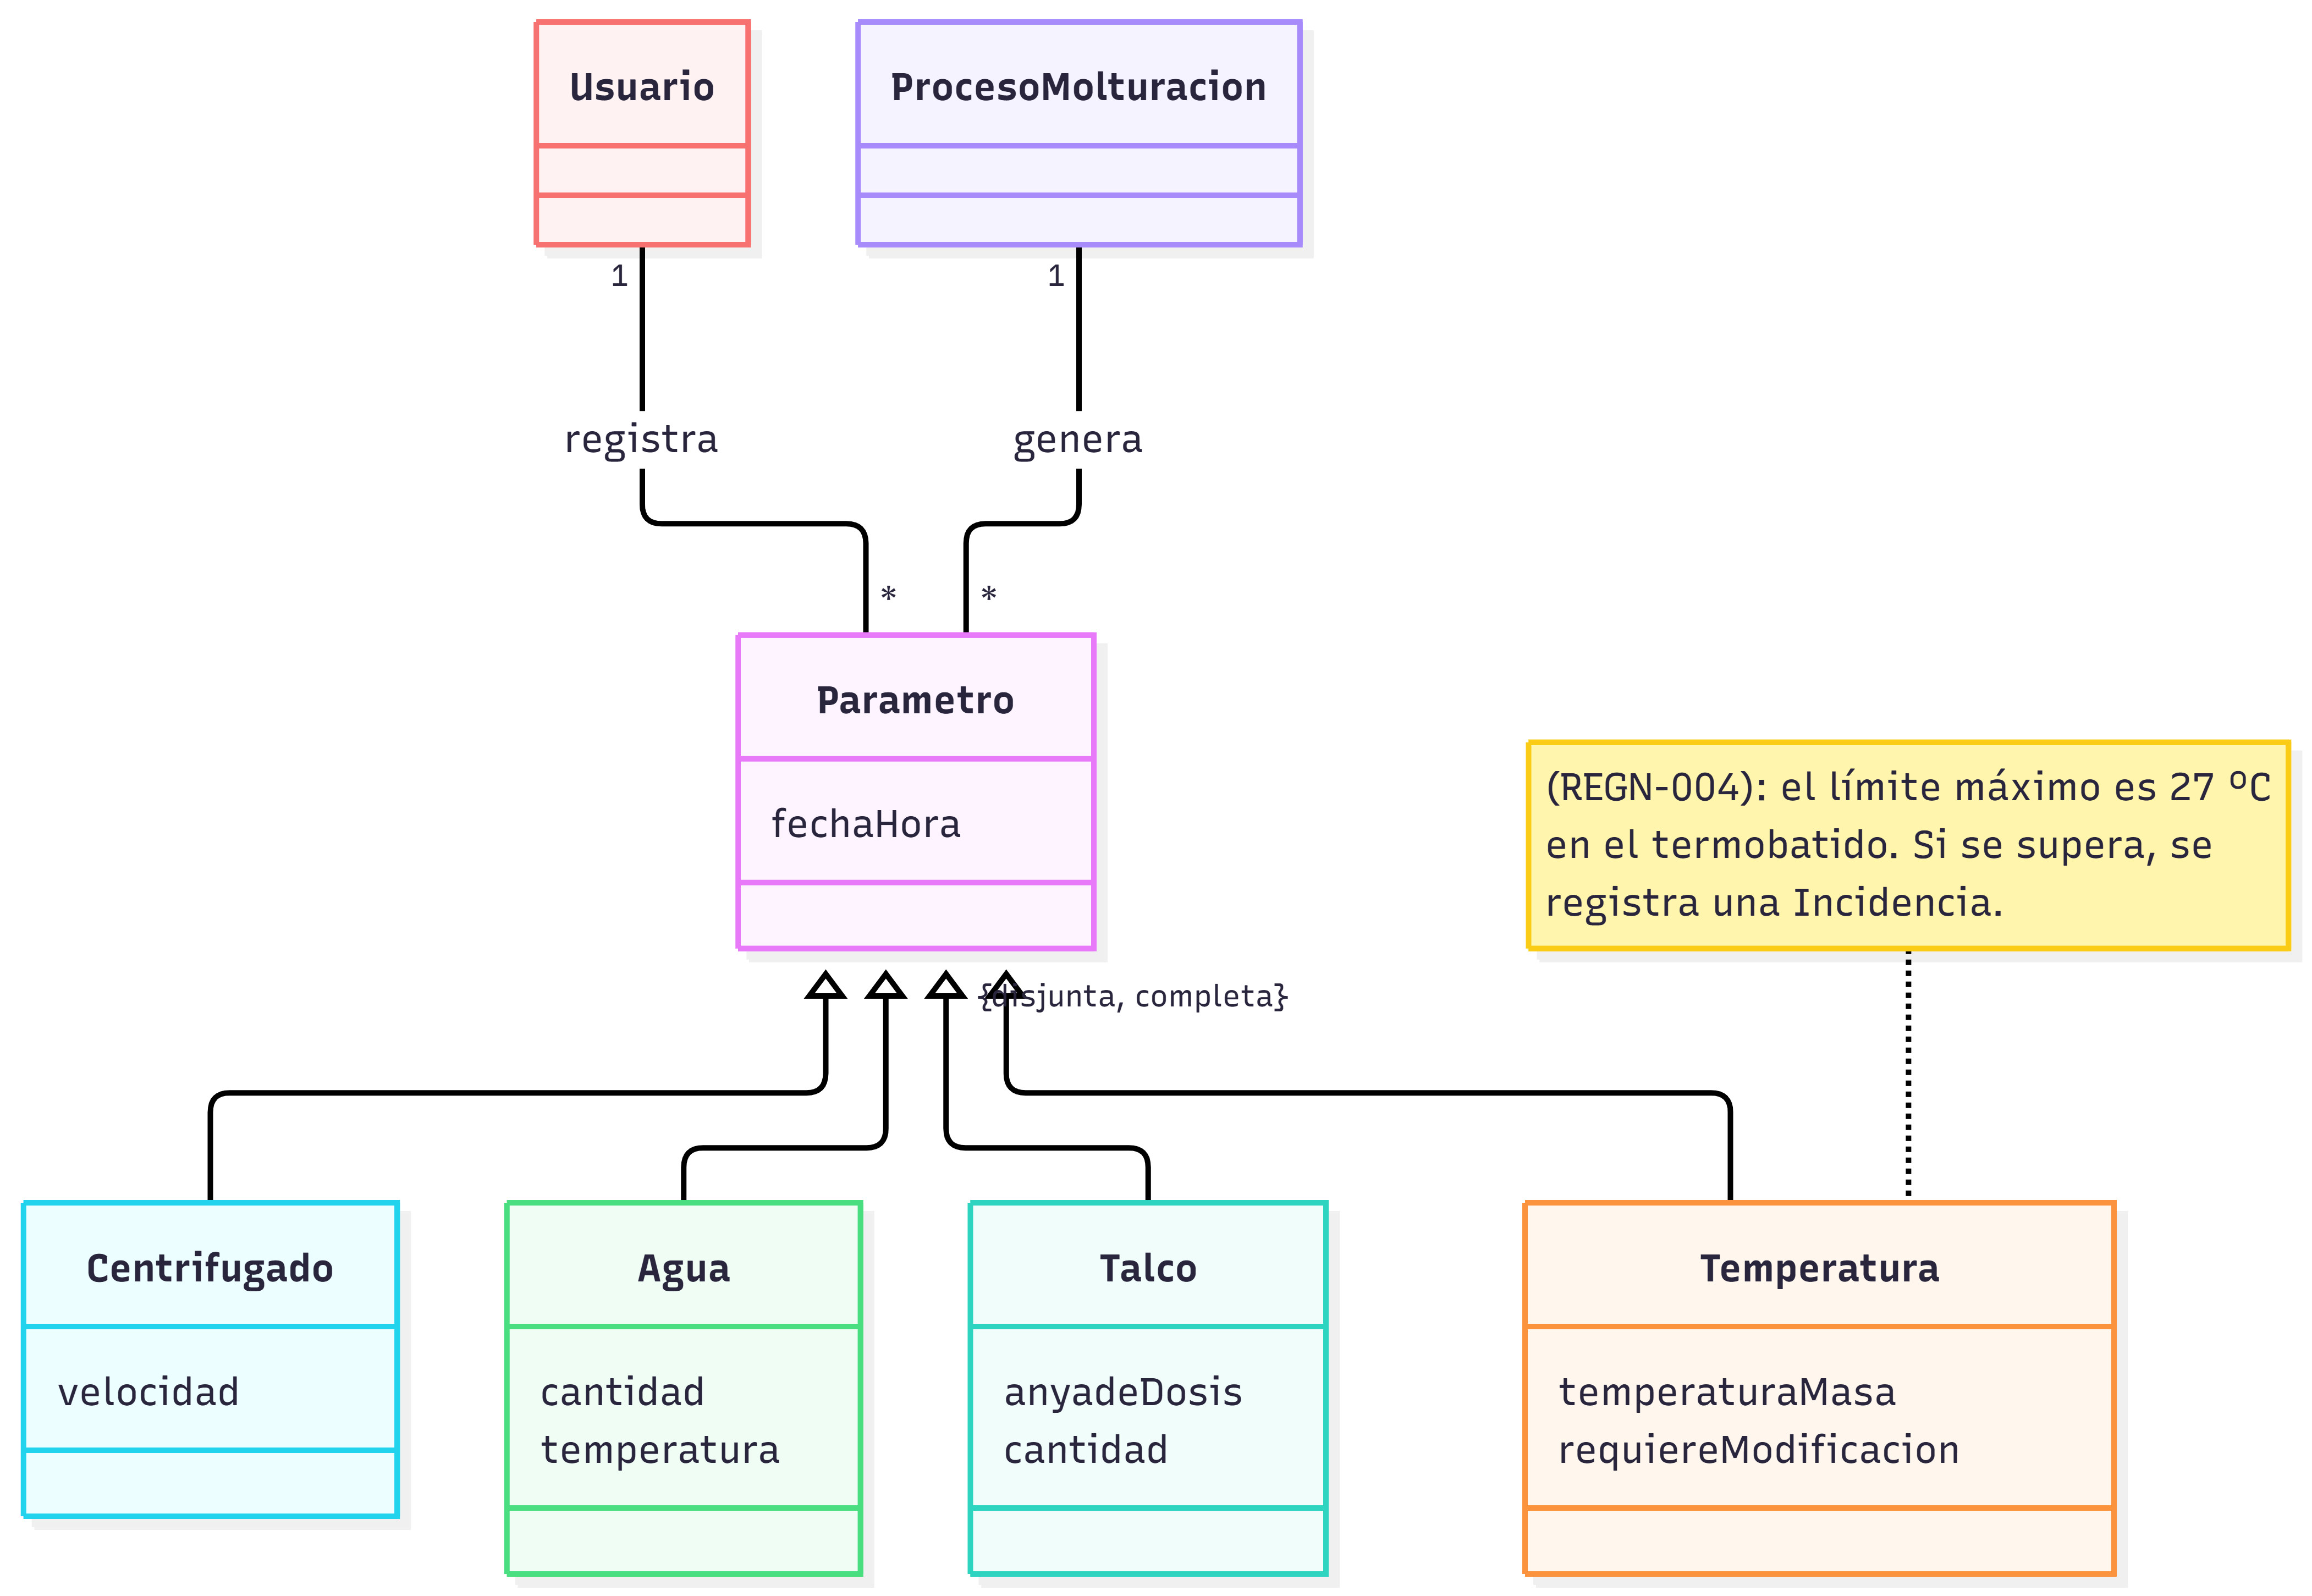 Usuario
ProcesoMolturacion
1
1
registra
genera
*
*
Parametro
fechaHora
(REGN-004): el límite máximo es 27 ºC
en el termobatido. Si se supera, se
registra una Incidencia.
{disjunta, completa}
Centrifugado
velocidad
Agua
cantidad
temperatura
Talco
anyadeDosis
cantidad
Temperatura
temperaturaMasa
requiereModificacion